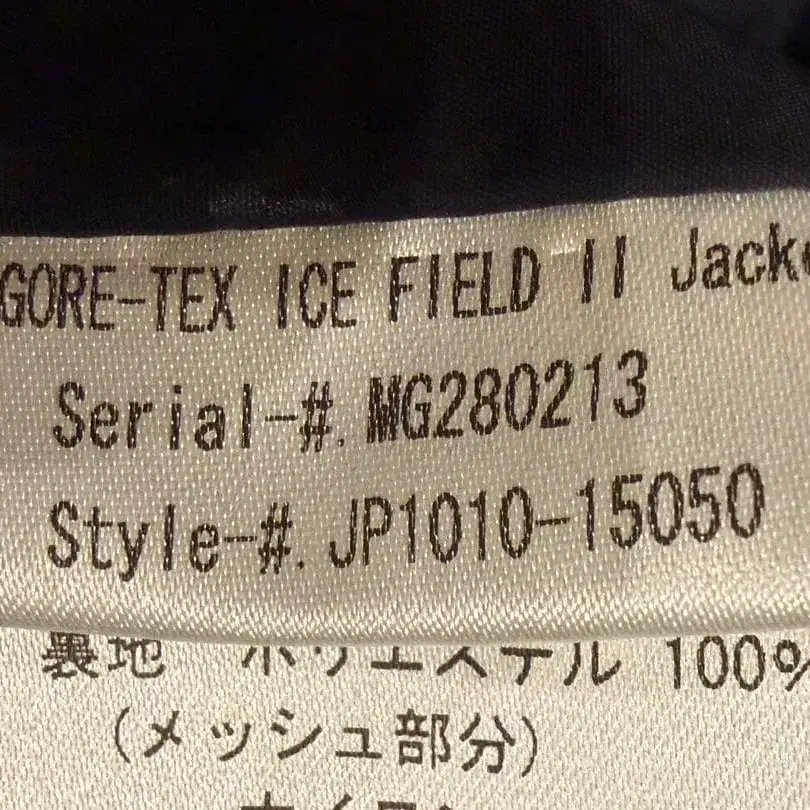 GORE-TEX ICE FIELD II Jacke
Serial-#. MG280213
Style-#. JP1010-15050
裏地 ポリエステル 100%
(メッシュ部分)